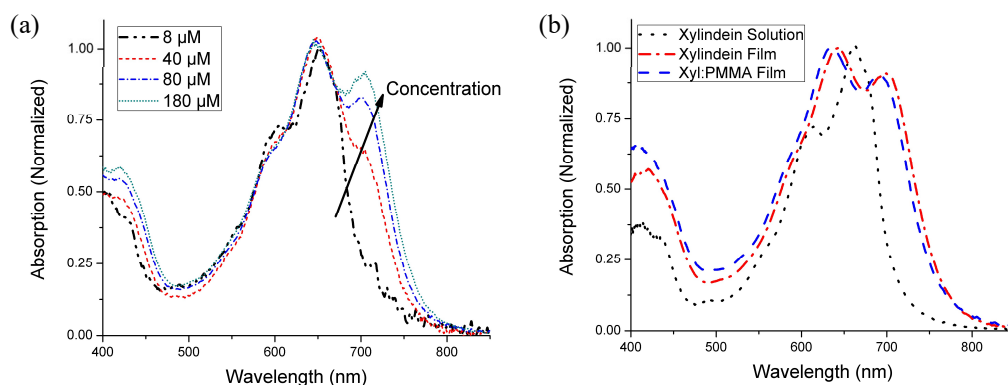 (a)
8 μM
40 μM
80 μM
180 μM
Concentration
1.00
0.75
0.50
0.25
0.00
Absorption (Normalized)
400 500 600 700 800
Wavelength (nm)
(b)
Xylindein Solution
Xylindein Film
Xyl:PMMA Film
1.00
0.75
0.50
0.25
0.00
Absorption (Normalized)
400 500 600 700 800
Wavelength (nm)